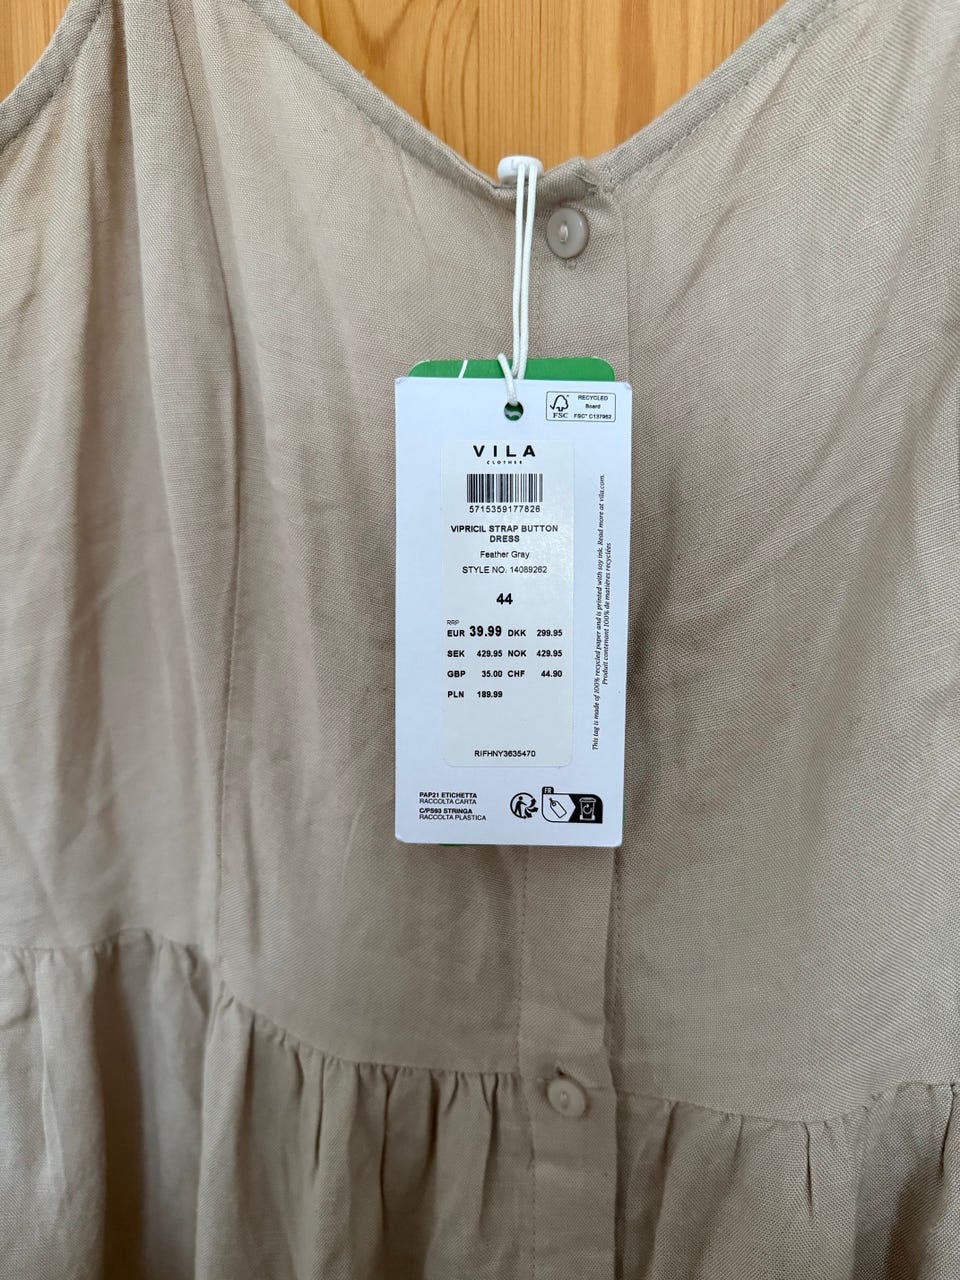 FSC
RECYCLED
Board
FSC® C137982
VILA
CLOTHES
5715359177826
VIPRICIL STRAP BUTTON
DRESS
Feather Gray
STYLE NO. 14089262
44
RRP
EUR 39.99 DKK 299.95
SEK 429.95 NOK 429.95
GBP 35.00 CHF 44.90
PLN 189.99
RIFHNY3635470
This tag is made of 100% recycled paper and is printed with soy ink. Read more at vila.com.
Produit contenant 100% de matières recyclées
PAP21 ETICHETTA
RACCOLTA CARTA
C/PS93 STRINGA
RACCOLTA PLASTICA
FR